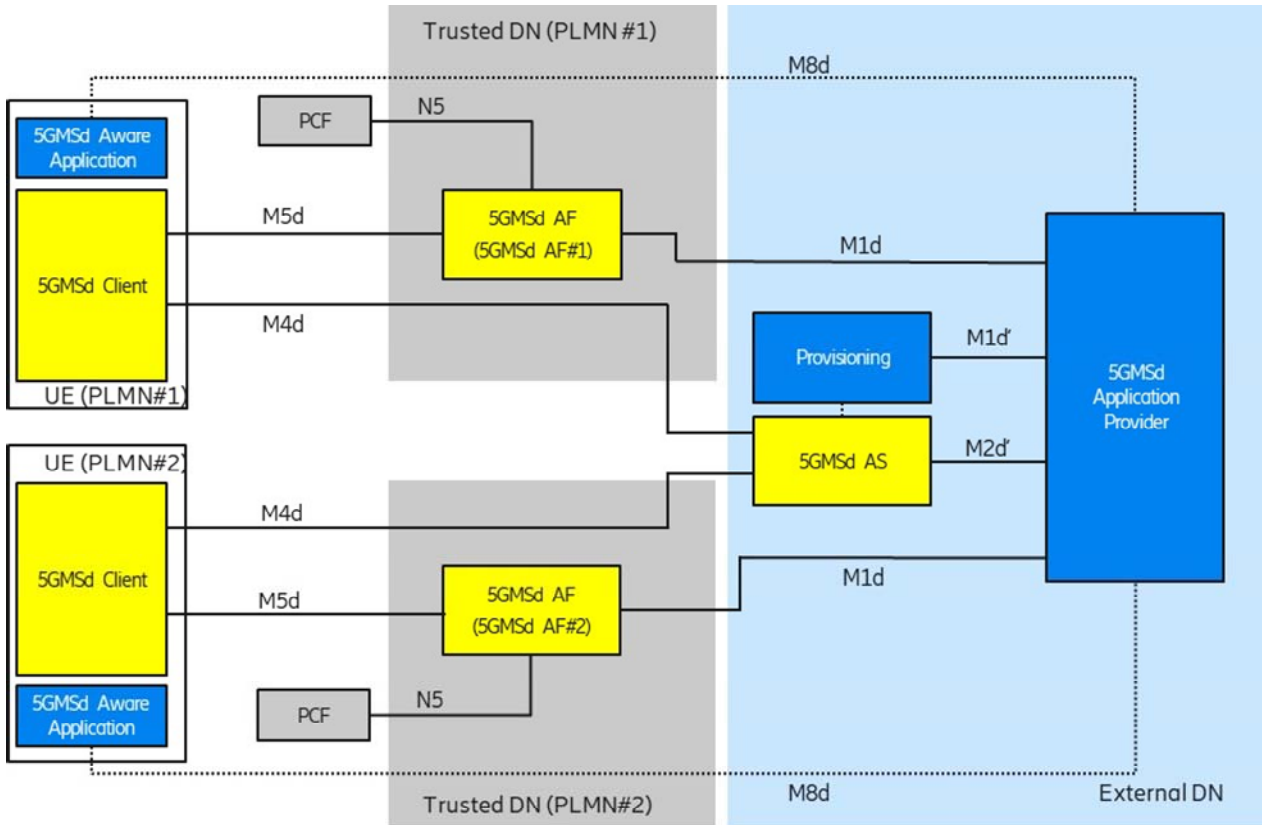 Trusted DN (PLMN #1)
M8d
N5
PCF
5GMSd Aware
Application
M5d
5GMSd AF
(5GMSd AF#1)
M1d
5GMSd Client
M4d
Provisioning
M1d'
5GMSd
Application
Provider
UE (PLMN#1)
UE (PLMN#2)
5GMSd AS
M2d'
M4d
5GMSd Client
M1d
M5d
5GMSd AF
(5GMSd AF#2)
N5
PCF
5GMSd Aware
Application
M8d
External DN
Trusted DN (PLMN#2)